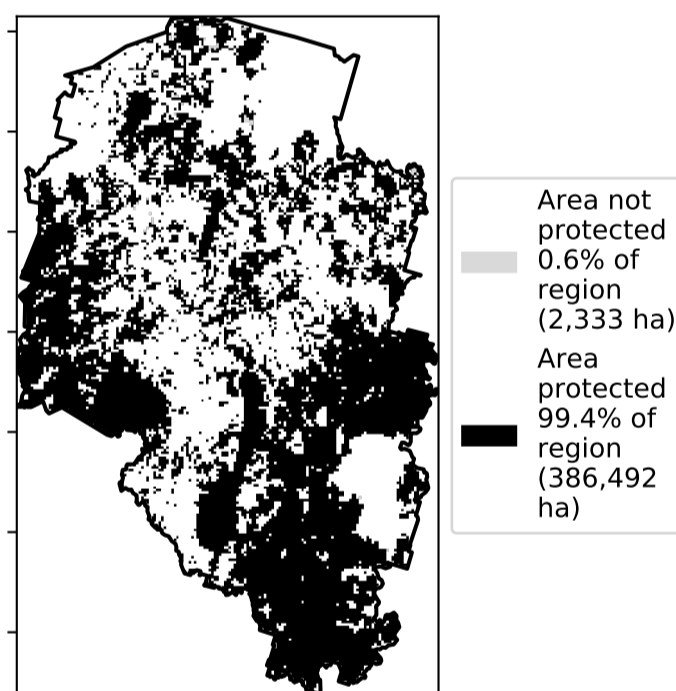 Area not
protected
0.6% of
region
(2,333 ha)
Area
protected
99.4% of
region
(386,492
ha)